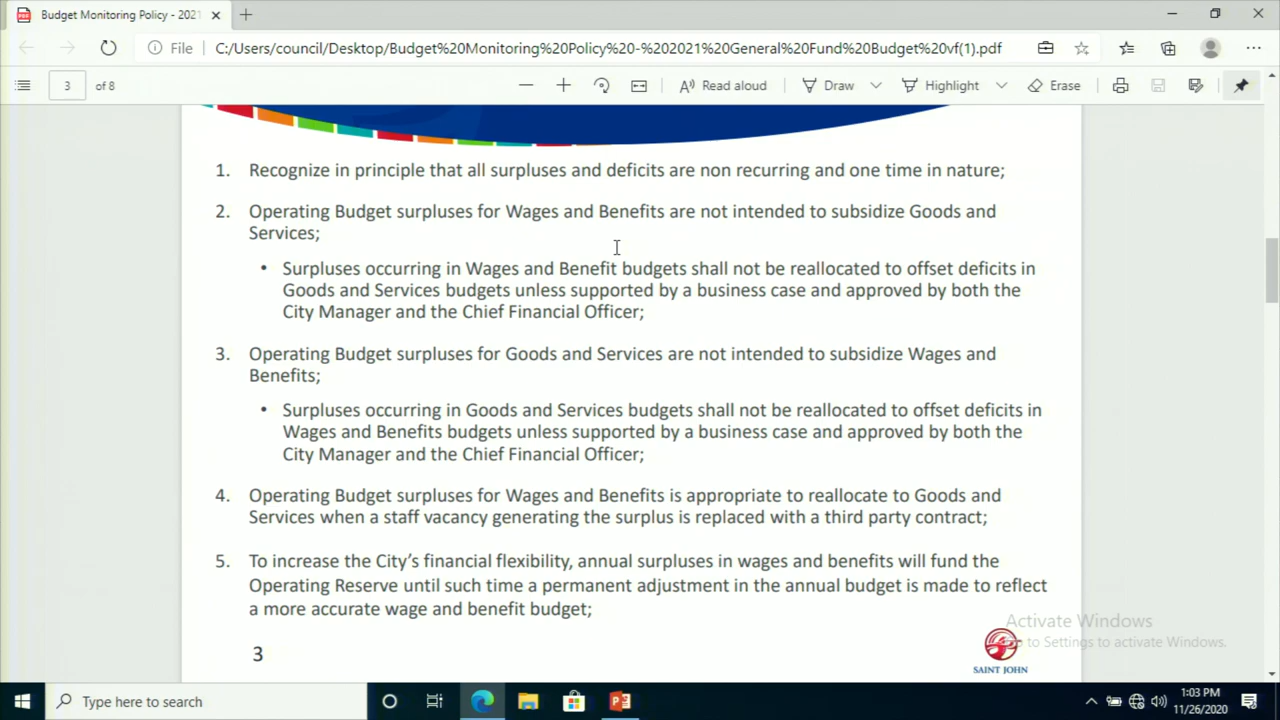 Budget Monitoring Policy - 2021
File
C:/Users/council/Desktop/Budget%20Monitoring%20Policy%20-%202021%20General%20Fund%20Budget%20vf(1).pdf
3 of 8
Read aloud
Draw
Highlight
Erase
1. Recognize in principle that all surpluses and deficits are non recurring and one time in nature;
2. Operating Budget surpluses for Wages and Benefits are not intended to subsidize Goods and
Services;
• Surpluses occurring in Wages and Benefit budgets shall not be reallocated to offset deficits in
Goods and Services budgets unless supported by a business case and approved by both the
City Manager and the Chief Financial Officer;
3. Operating Budget surpluses for Goods and Services are not intended to subsidize Wages and
Benefits;
• Surpluses occurring in Goods and Services budgets shall not be reallocated to offset deficits in
Wages and Benefits budgets unless supported by a business case and approved by both the
City Manager and the Chief Financial Officer;
4. Operating Budget surpluses for Wages and Benefits is appropriate to reallocate to Goods and
Services when a staff vacancy generating the surplus is replaced with a third party contract;
5. To increase the City's financial flexibility, annual surpluses in wages and benefits will fund the
Operating Reserve until such time a permanent adjustment in the annual budget is made to reflect
a more accurate wage and benefit budget;
3
Activate Windows
to Settings to activate Windows.
SAINT JOHN
Type here to search
1:03 PM
11/26/2020